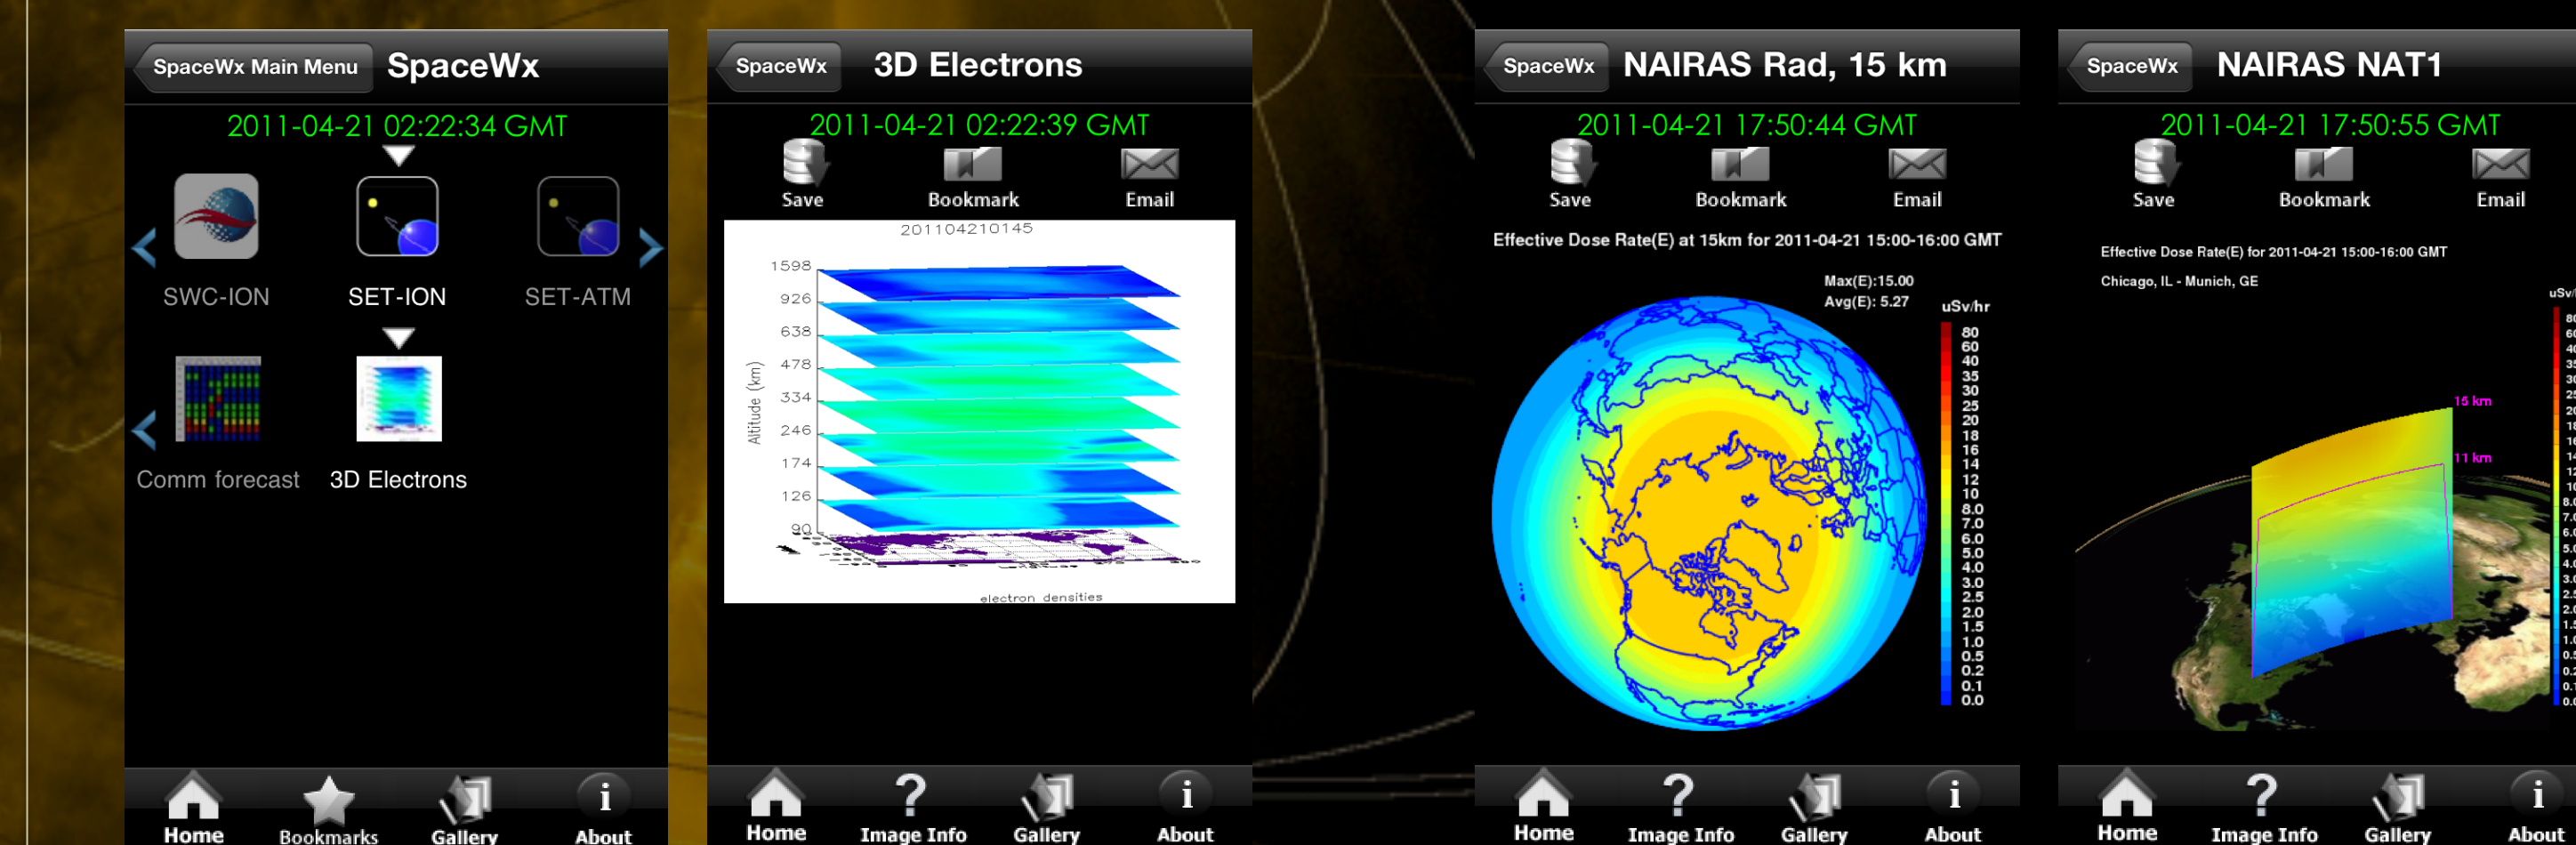 SpaceWx Main Menu
SpaceWx
2011-04-21 02:22:34 GMT
SWC-ION
SET-ION
SET-ATM
Comm forecast
3D Electrons
Home
Bookmarks
Gallery
About
SpaceWx
3D Electrons
2011-04-21 02:22:39 GMT
Save
Bookmark
Email
201104210145
1598
926
638
478
334
246
174
126
90
Altitude (km)
electron densities
Home
Image Info
Gallery
About
SpaceWx
NAIRAS Rad, 15 km
2011-04-21 17:50:44 GMT
Save
Bookmark
Email
Effective Dose Rate(E) at 15km for 2011-04-21 15:00-16:00 GMT
Max(E):15.00
Avg(E): 5.27
uSv/hr
80
60
40
35
30
25
20
18
16
14
12
10
8.0
7.0
6.0
5.0
4.0
3.0
2.5
2.0
1.5
1.0
0.5
0.2
0.1
0.0
Home
Image Info
Gallery
About
SpaceWx
NAIRAS NAT1
2011-04-21 17:50:55 GMT
Save
Bookmark
Email
Effective Dose Rate(E) for 2011-04-21 15:00-16:00 GMT
Chicago, IL - Munich, GE
15 km
11 km
Home
Image Info
Gallery
About